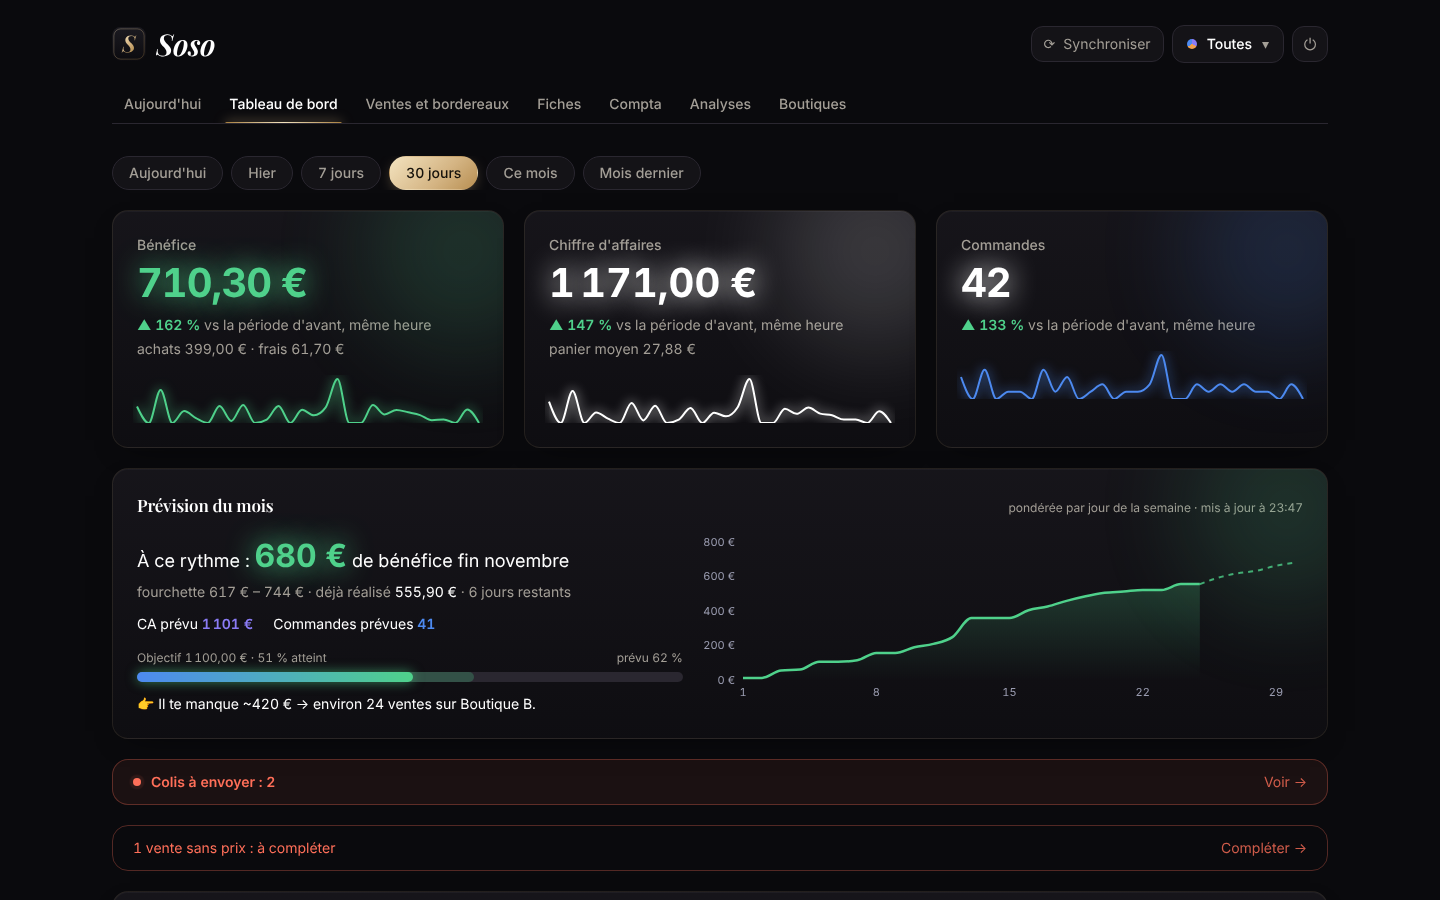 S Soso
⟳ Synchroniser
Toutes ▾
Aujourd'hui Tableau de bord Ventes et bordereaux Fiches Compta Analyses Boutiques
Aujourd'hui Hier 7 jours 30 jours Ce mois Mois dernier
Bénéfice
710,30 €
▲ 162 % vs la période d'avant, même heure
achats 399,00 € · frais 61,70 €
Chiffre d'affaires
1 171,00 €
▲ 147 % vs la période d'avant, même heure
panier moyen 27,88 €
Commandes
42
▲ 133 % vs la période d'avant, même heure
Prévision du mois
pondérée par jour de la semaine · mis à jour à 23:47
À ce rythme : 680 € de bénéfice fin novembre
fourchette 617 € – 744 € · déjà réalisé 555,90 € · 6 jours restants
CA prévu 1 101 € Commandes prévues 41
Objectif 1 100,00 € · 51 % atteint
prévu 62 %
👉 Il te manque ~420 € → environ 24 ventes sur Boutique B.
800 €
600 €
400 €
200 €
0 €
1 8 15 22 29
Colis à envoyer : 2
Voir →
1 vente sans prix : à compléter
Compléter →